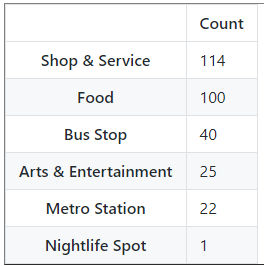 Count
Shop & Service 114
Food 100
Bus Stop 40
Arts & Entertainment 25
Metro Station 22
Nightlife Spot 1